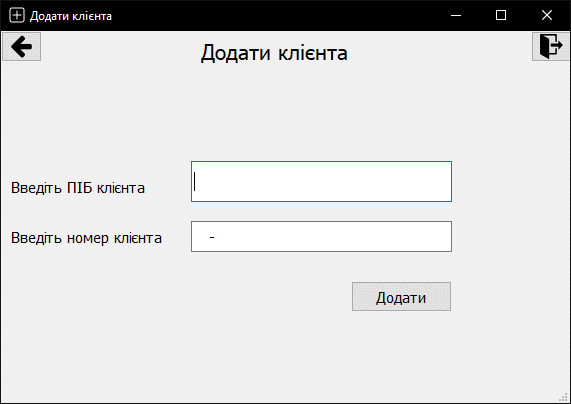 Додати клієнта
Додати клієнта
Введіть ПІБ клієнта
Введіть номер клієнта
-
Додати